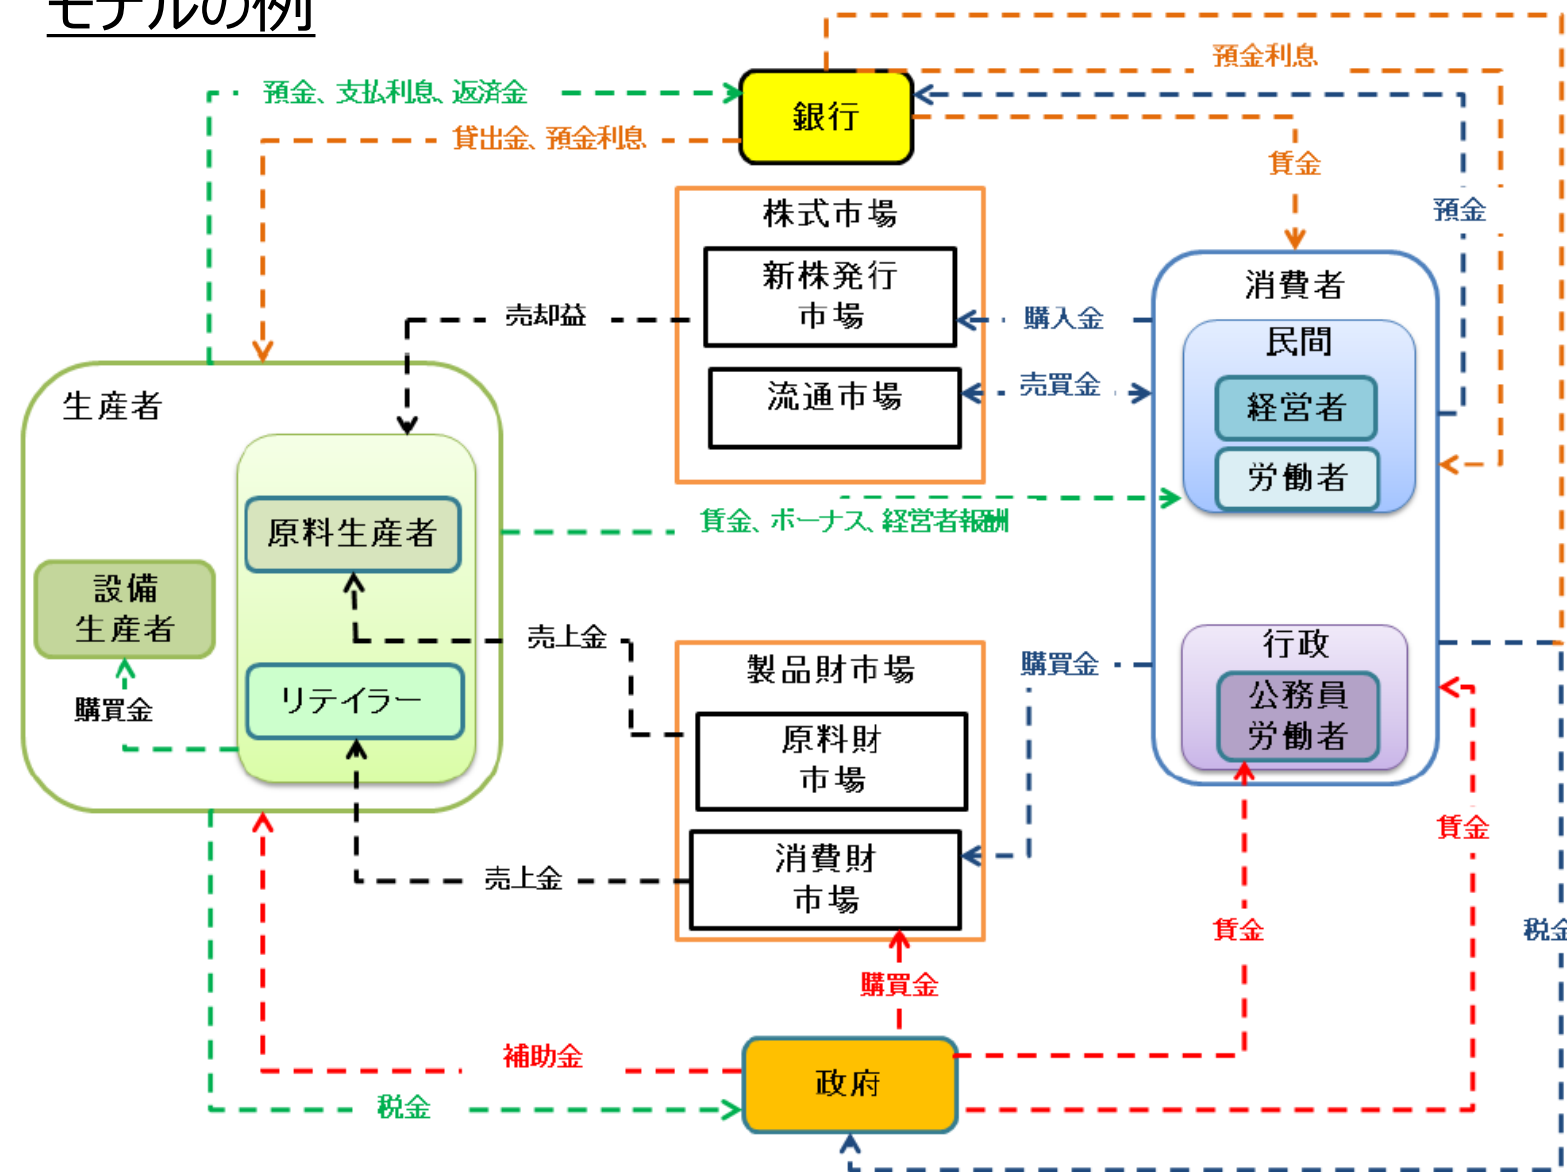 モデルの例
預金利息
預金、支払利息、返済金
銀行
貸出金、預金利息
賃金
株式市場
預金
新株発行
市場
消費者
売却益
購入金
民間
流通市場
売買金
経営者
生産者
労働者
賃金、ボーナス、経営者報酬
原料生産者
設備
生産者
売上金
行政
製品財市場
購買金
公務員
労働者
リテイラー
購買金
原料財
市場
賃金
消費財
市場
売上金
賃金
税金
購買金
補助金
政府
税金